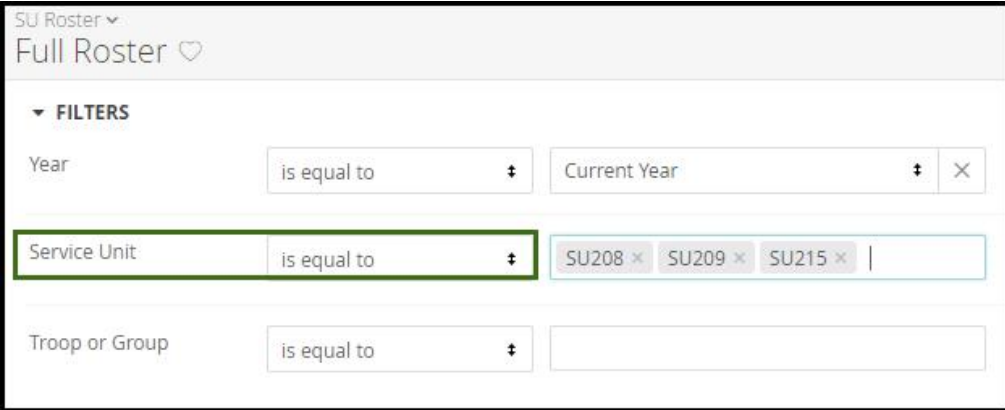 SU Roster
Full Roster
FILTERS
Year is equal to Current Year
Service Unit is equal to SU208 × SU209 × SU215 ×
Troop or Group is equal to